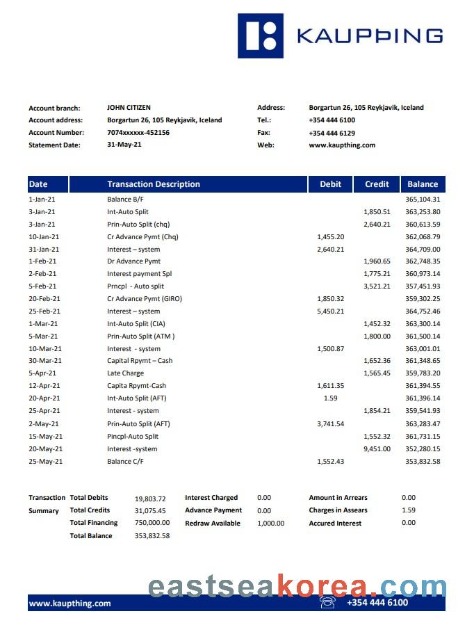 KAUPÞING
Account branch: JOHN CITIZEN Address: Borgartun 26, 105 Reykjavik, Iceland
Account address: Borgartun 26, 105 Reykjavik, Iceland Tel.: +354 444 6100
Account Number: 7074xxxxxx-452156 Fax: +354 444 6129
Statement Date: 31-May-21 Web: www.kaupthing.com
Date Transaction Description Debit Credit Balance
1-Jan-21 Balance B/F 365,104.31
3-Jan-21 Int-Auto Split 1,850.51 363,253.80
3-Jan-21 Prin-Auto Split (chq) 2,640.21 360,613.59
10-Jan-21 Cr Advance Pymt (Chq) 1,455.20 362,068.79
31-Jan-21 Interest – system 2,640.21 364,709.00
1-Feb-21 Dr Advance Pymt 1,960.65 362,748.35
2-Feb-21 Interest payment Spl 1,775.21 360,973.14
5-Feb-21 Prncpl - Auto split 3,521.21 357,451.93
20-Feb-21 Cr Advance Pymt (GIRO) 1,850.32 359,302.25
25-Feb-21 Interest – system 5,450.21 364,752.46
1-Mar-21 Int-Auto Split (CIA) 1,452.32 363,300.14
5-Mar-21 Prin-Auto Split (ATM ) 1,800.00 361,500.14
10-Mar-21 Interest - system 1,500.87 363,001.01
30-Mar-21 Capital Rpymt – Cash 1,652.36 361,348.65
5-Apr-21 Late Charge 1,565.45 359,783.20
12-Apr-21 Capita Rpymt-Cash 1,611.35 361,394.55
20-Apr-21 Int-Auto Split (AFT) 1.59 361,396.14
25-Apr-21 Interest - system 1,854.21 359,541.93
2-May-21 Prin-Auto Split (AFT) 3,741.54 363,283.47
15-May-21 Pincpl-Auto Split 1,552.32 361,731.15
20-May-21 Interest -system 9,451.00 352,280.15
25-May-21 Balance C/F 1,552.43 353,832.58
Transaction Total Debits 19,803.72 Interest Charged 0.00 Amount in Arrears 0.00
Summary Total Credits 31,075.45 Advance Payment 0.00 Charges in Assears 1.59
Total Financing 750,000.00 Redraw Available 1,000.00 Accured Interest 0.00
Total Balance 353,832.58
eastseakorea.com
www.kaupthing.com +354 444 6100